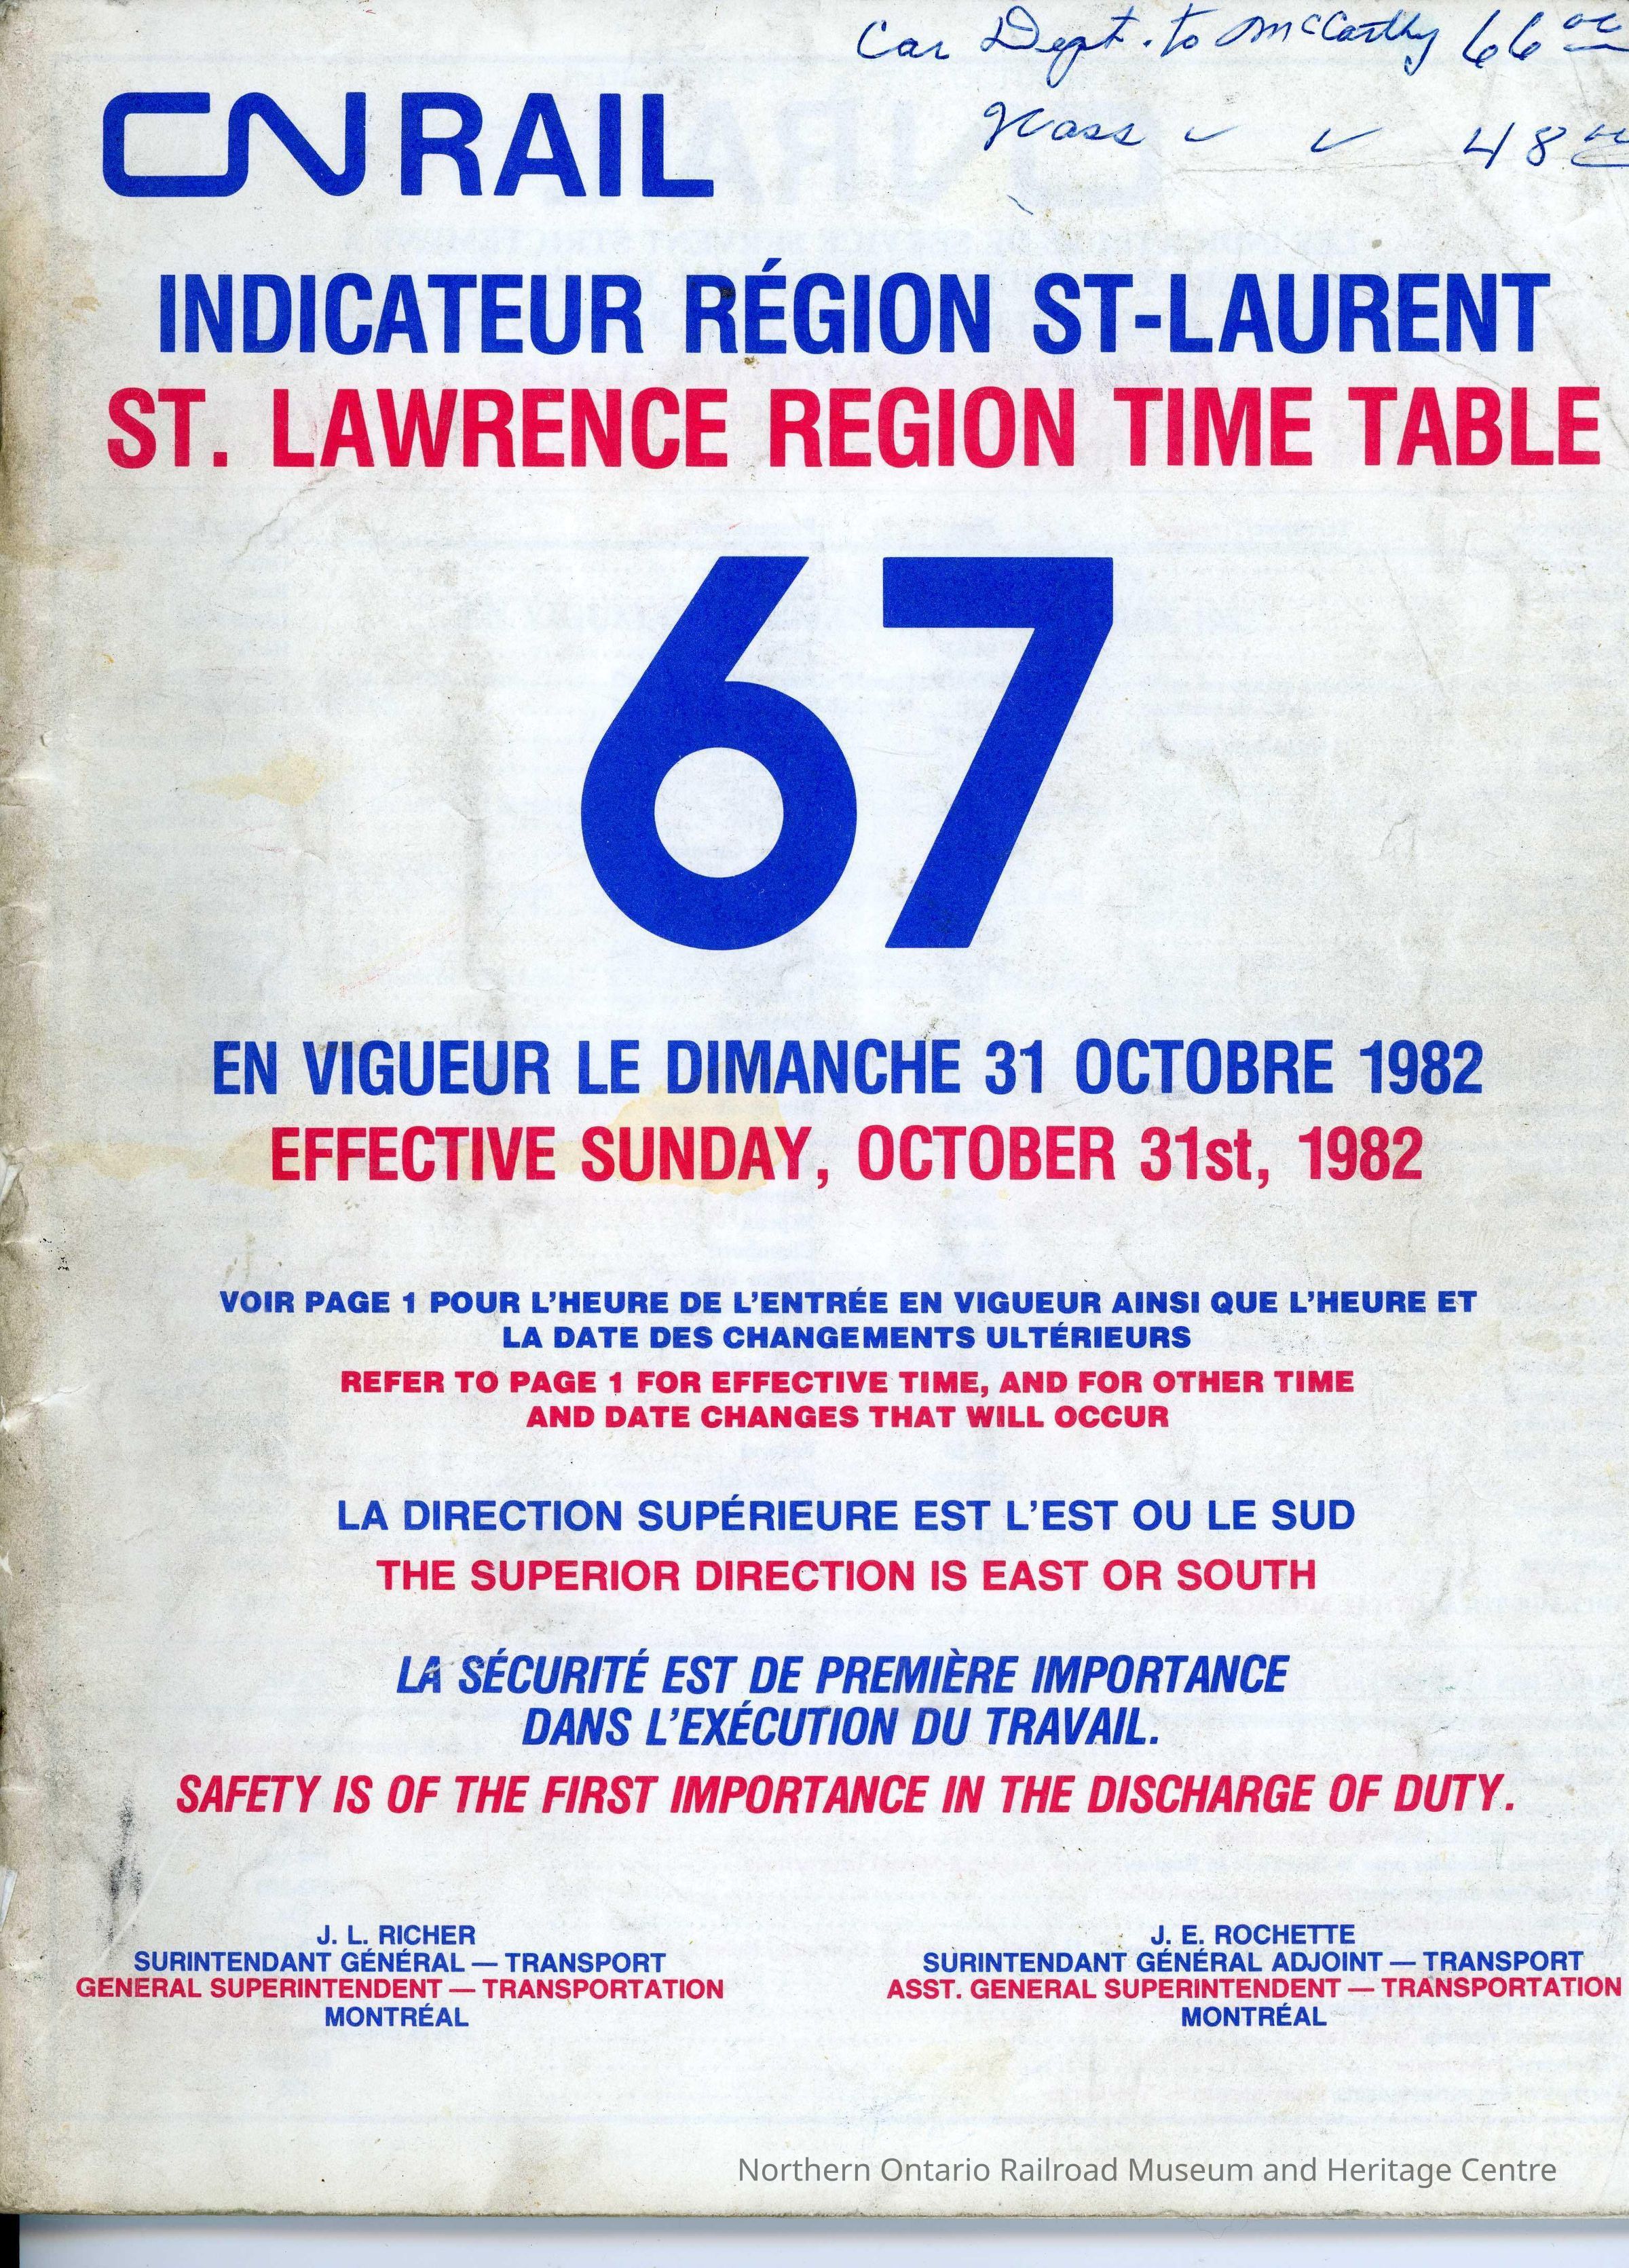 Car Dept. to McCarthy 66 00
48 00
CN RAIL
INDICATEUR RÉGION ST-LAURENT
ST. LAWRENCE REGION TIME TABLE
67
EN VIGUEUR LE DIMANCHE 31 OCTOBRE 1982
EFFECTIVE SUNDAY, OCTOBER 31st, 1982
VOIR PAGE 1 POUR L'HEURE DE L'ENTRÉE EN VIGUEUR AINSI QUE L'HEURE ET
LA DATE DES CHANGEMENTS ULTÉRIEURS
REFER TO PAGE 1 FOR EFFECTIVE TIME, AND FOR OTHER TIME
AND DATE CHANGES THAT WILL OCCUR
LA DIRECTION SUPÉRIEURE EST L'EST OU LE SUD
THE SUPERIOR DIRECTION IS EAST OR SOUTH
LA SÉCURITÉ EST DE PREMIÈRE IMPORTANCE
DANS L'EXÉCUTION DU TRAVAIL.
SAFETY IS OF THE FIRST IMPORTANCE IN THE DISCHARGE OF DUTY.
J. L. RICHER
SURINTENDANT GÉNÉRAL — TRANSPORT
GENERAL SUPERINTENDENT — TRANSPORTATION
MONTRÉAL
J. E. ROCHETTE
SURINTENDANT GÉNÉRAL ADJOINT — TRANSPORT
ASST. GENERAL SUPERINTENDENT — TRANSPORTATION
MONTRÉAL
Northern Ontario Railroad Museum and Heritage Centre